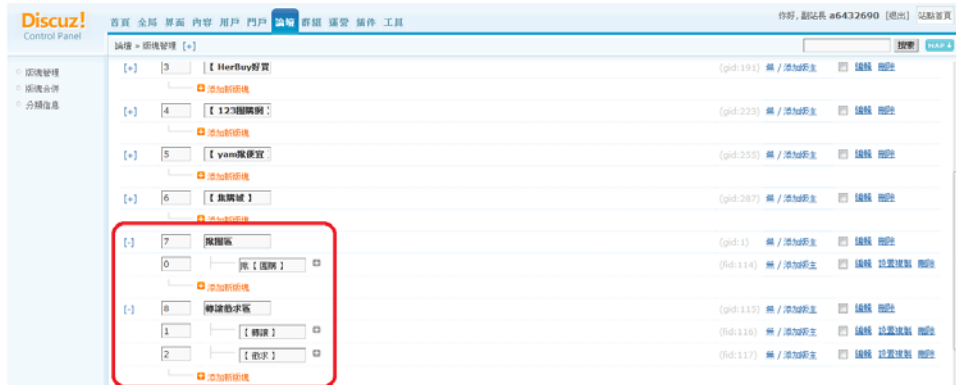 Discuz!
Control Panel
首頁 全局 界面 內容 用戶 門戶 論壇 群組 運營 插件 工具
你好, 副站長 a6432690 [退出] 站點首頁
論壇 » 版塊管理 [+]
搜索 MAP↓
版塊管理
版塊合併
分類信息
[+] 3 【 HerBuy好買 (gid:191) 無 / 添加版主 編輯 刪除
添加新版塊
[+] 4 【 123團購網 (gid:223) 無 / 添加版主 編輯 刪除
添加新版塊
[+] 5 【 yam揪便宜 (gid:255) 無 / 添加版主 編輯 刪除
添加新版塊
[+] 6 【 集購城 】 (gid:287) 無 / 添加版主 編輯 刪除
添加新版塊
[-] 7 揪團區 (gid:1) 無 / 添加版主 編輯 刪除
0 揪【 團購 】 (fid:114) 無 / 添加版主 編輯 設置複製 刪除
添加新版塊
[-] 8 轉讓徵求區 (gid:115) 無 / 添加版主 編輯 刪除
1 【 轉讓 】 (fid:116) 無 / 添加版主 編輯 設置複製 刪除
2 【 徵求 】 (fid:117) 無 / 添加版主 編輯 設置複製 刪除
添加新版塊